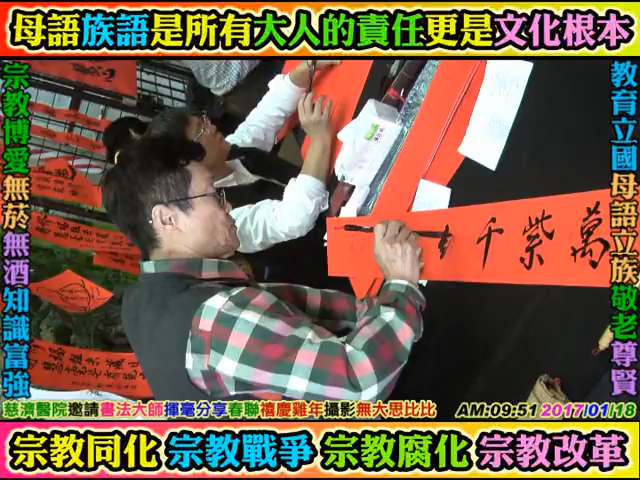 母語族語是所有大人的責任更是文化根本
宗教博愛無菸無酒知識富強
教育立國母語立族敬老尊賢
萬紫千
慈濟醫院邀請書法大師揮毫分享春聯禧慶雞年攝影無大思比比 AM:09:51 2017/01/18
宗教同化 宗教戰爭 宗教腐化 宗教改革